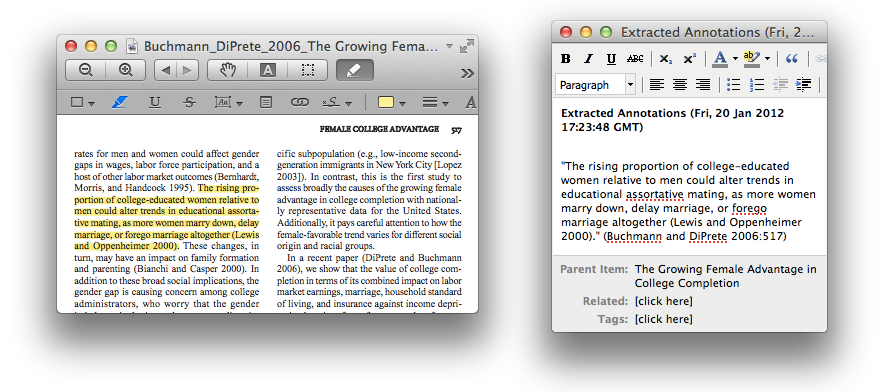 Buchmann_DiPrete_2006_The Growing Fema...
A
U
S
Aa
S
A
FEMALE COLLEGE ADVANTAGE 517
rates for men and women could affect gender
gaps in wages, labor force participation, and a
host of other labor market outcomes (Bernhardt,
Morris, and Handcock 1995). The rising pro-
portion of college-educated women relative to
men could alter trends in educational assorta-
tive mating, as more women marry down, delay
marriage, or forego marriage altogether (Lewis
and Oppenheimer 2000). These changes, in
turn, may have an impact on family formation
and parenting (Bianchi and Casper 2000). In
addition to these broad social implications, the
gender gap is causing concern among college
administrators, who worry that the gender
cific subpopulation (e.g., low-income second-
generation immigrants in New York City [Lopez
2003]). In contrast, this is the first study to
assess broadly the causes of the growing female
advantage in college completion with national-
ly representative data for the United States.
Additionally, it pays careful attention to how the
female-favorable trend varies for different social
origin and racial groups.
In a recent paper (DiPrete and Buchmann
2006), we show that the value of college com-
pletion in terms of its combined impact on labor
market earnings, marriage, household standard
of living, and insurance against income depri-
Extracted Annotations (Fri, 2...
B I U ABC X₂ X² A ab “
Paragraph
Extracted Annotations (Fri, 20 Jan 2012
17:23:48 GMT)
"The rising proportion of college-educated
women relative to men could alter trends in
educational assortative mating, as more women
marry down, delay marriage, or forego
marriage altogether (Lewis and Oppenheimer
2000)." (Buchmann and DiPrete 2006:517)
Parent Item: The Growing Female Advantage in
College Completion
Related: [click here]
Tags: [click here]